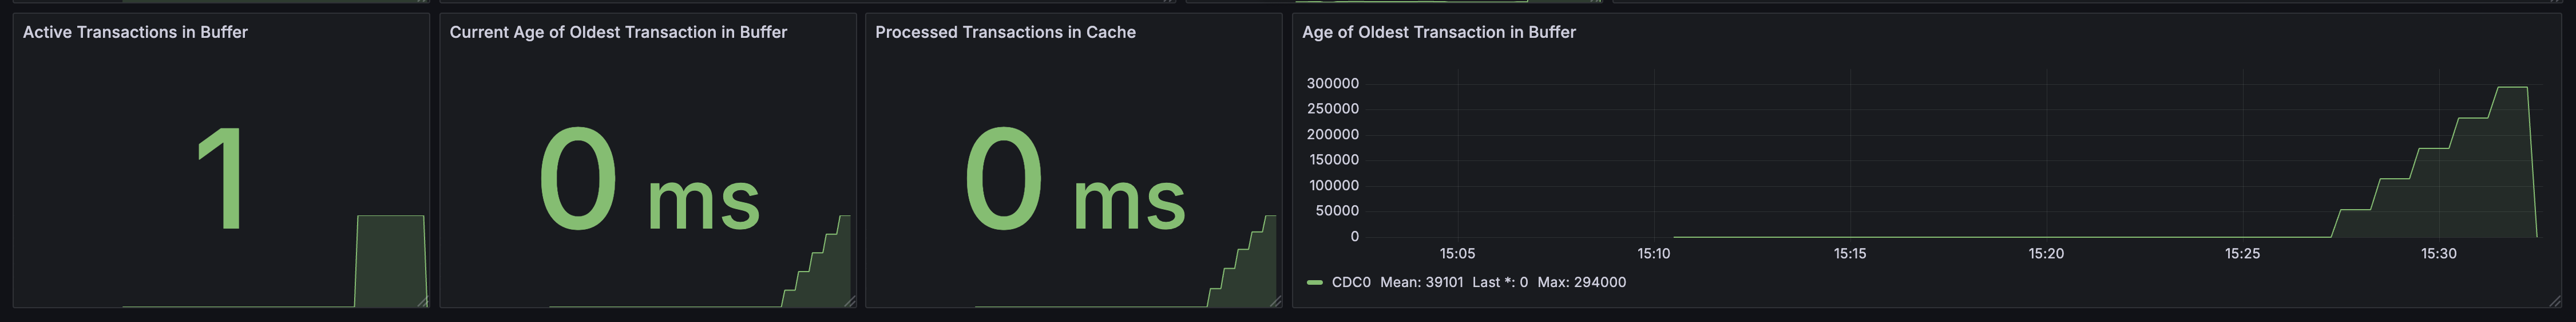 Active Transactions in Buffer
1
Current Age of Oldest Transaction in Buffer
0 ms
Processed Transactions in Cache
0 ms
Age of Oldest Transaction in Buffer
300000
250000
200000
150000
100000
50000
0
15:05 15:10 15:15 15:20 15:25 15:30
CDC0 Mean: 39101 Last *: 0 Max: 294000